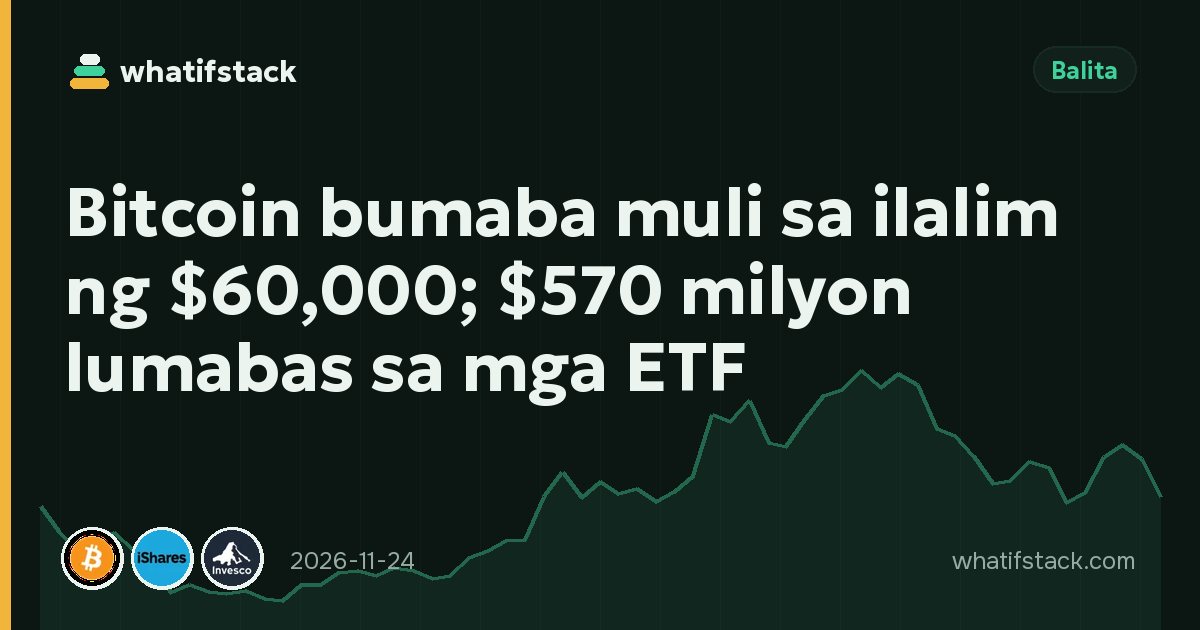 whatifstack
Balita
Bitcoin bumaba muli sa ilalim
ng $60,000; $570 milyon
lumabas sa mga ETF
iShares
Invesco
2026-11-24
whatifstack.com